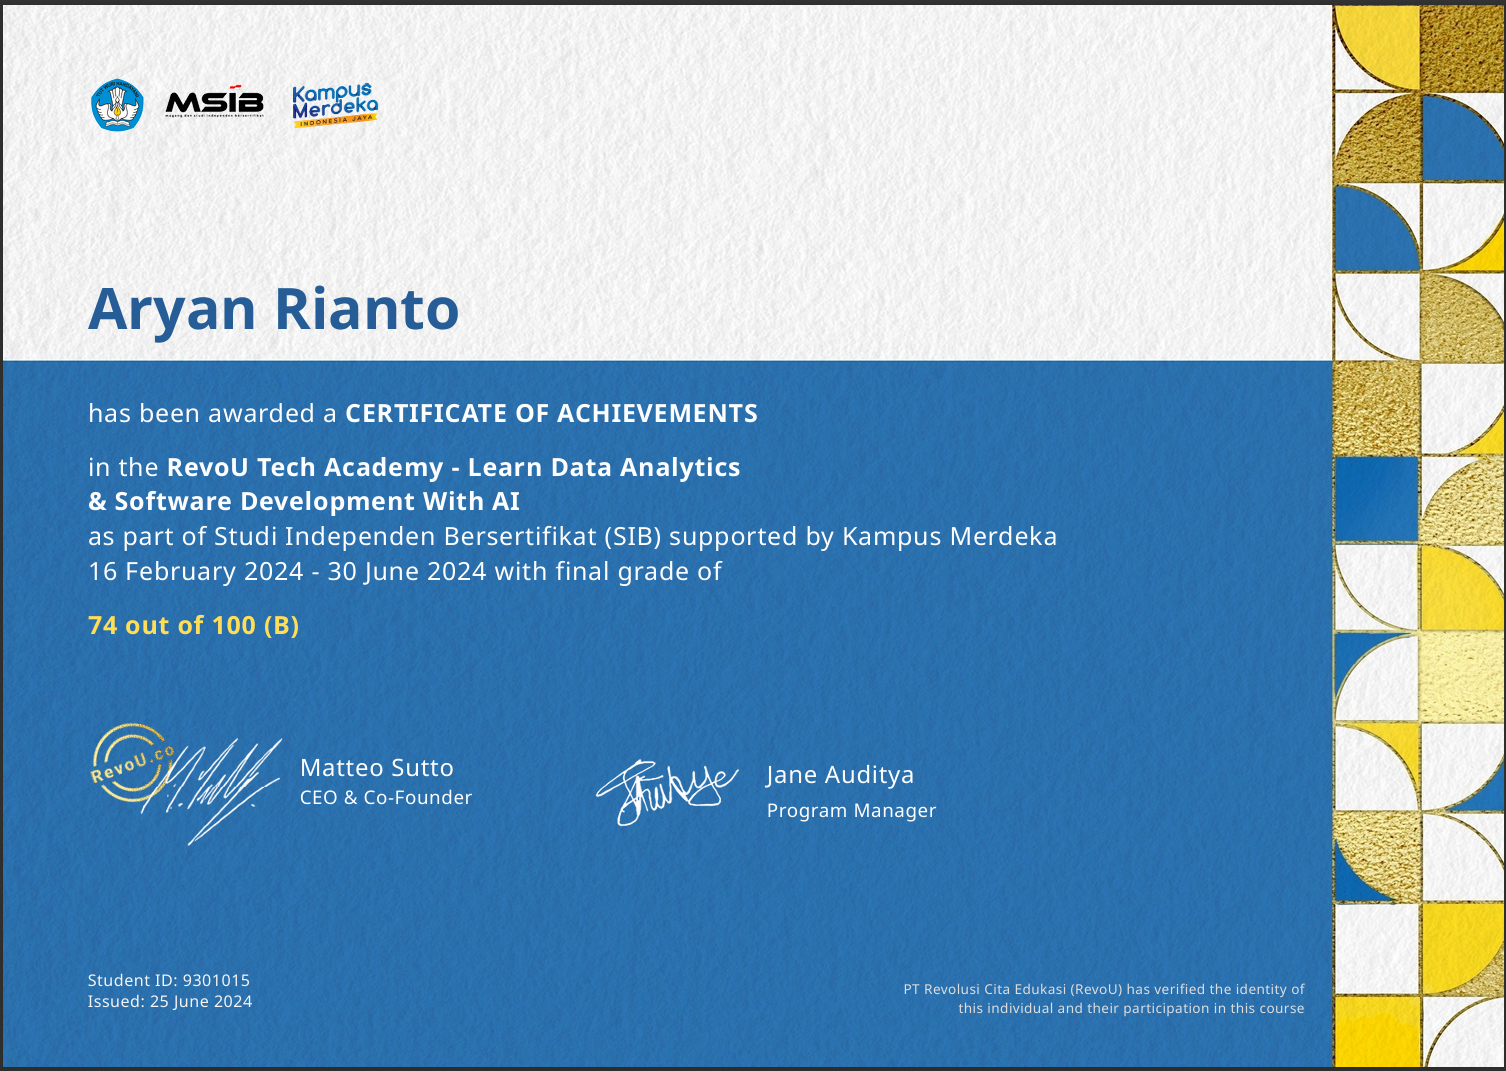 MSIB
magang dan studi independen bersertifikat
Kampus
Merdeka
INDONESIA JAYA
Aryan Rianto
has been awarded a CERTIFICATE OF ACHIEVEMENTS
in the RevoU Tech Academy - Learn Data Analytics
& Software Development With AI
as part of Studi Independen Bersertifikat (SIB) supported by Kampus Merdeka
16 February 2024 - 30 June 2024 with final grade of
74 out of 100 (B)
RevoU.co
Matteo Sutto
CEO & Co-Founder
Jane Auditya
Program Manager
Student ID: 9301015
Issued: 25 June 2024
PT Revolusi Cita Edukasi (RevoU) has verified the identity of
this individual and their participation in this course